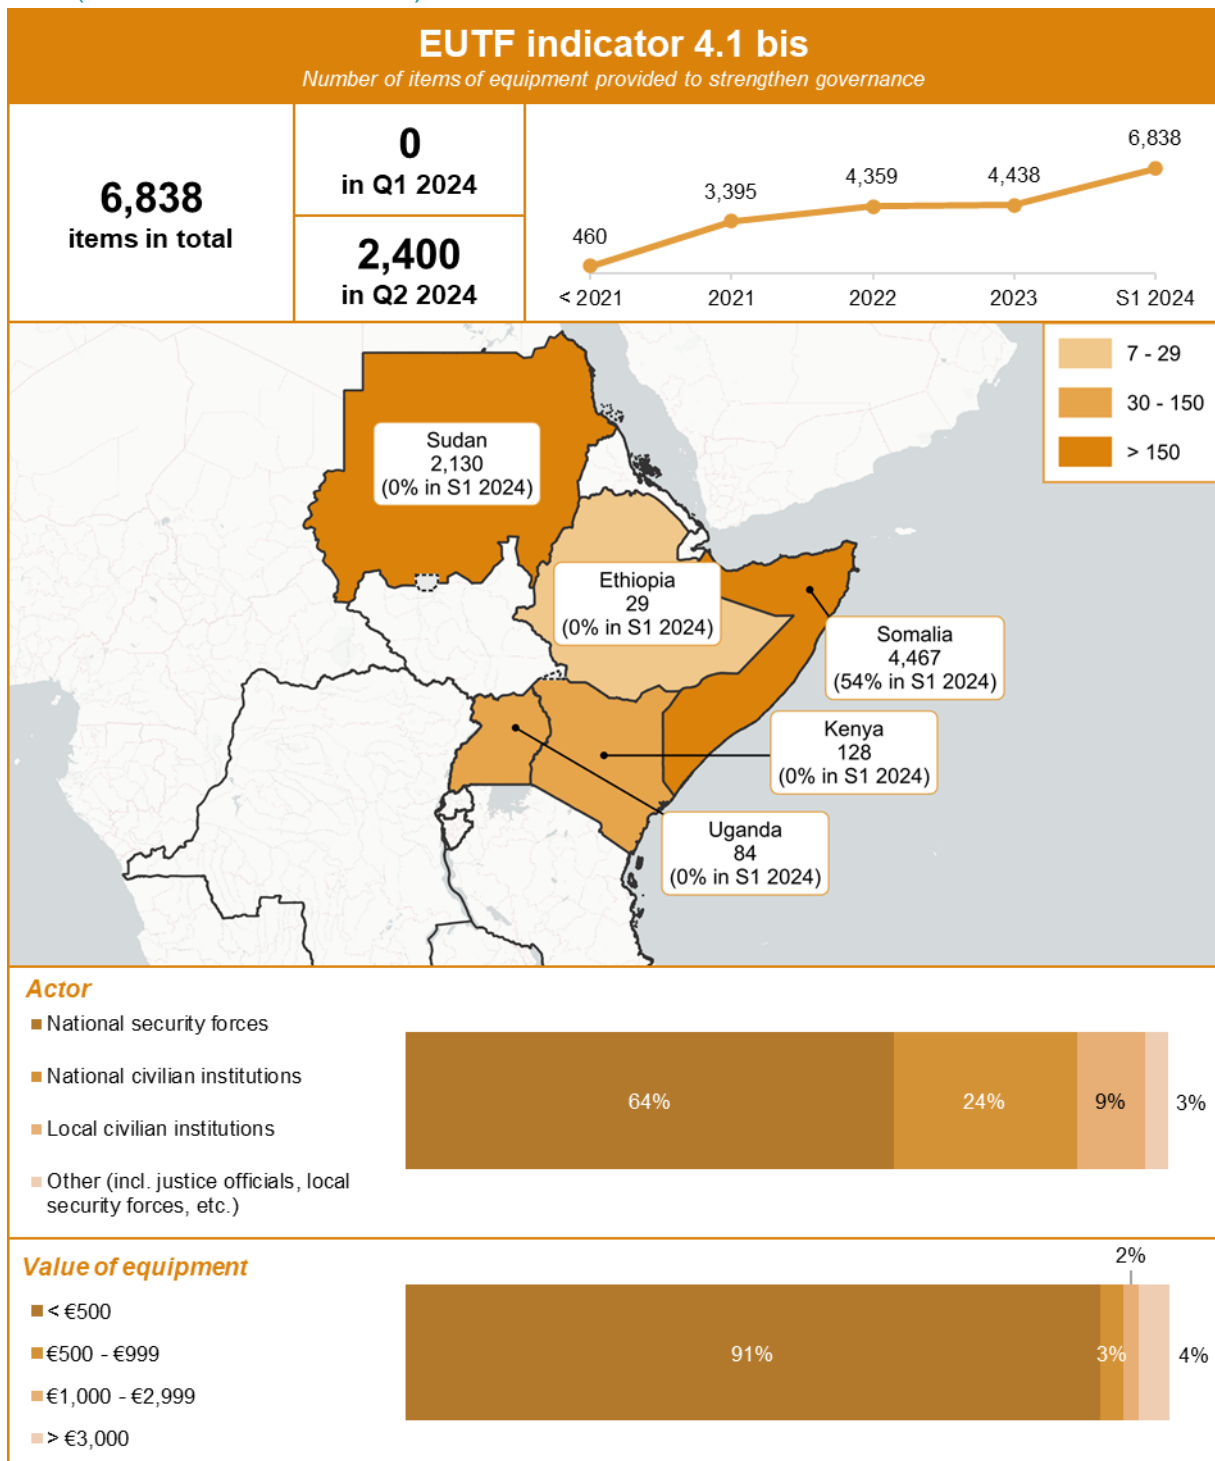 EUTF indicator 4.1 bis
Number of items of equipment provided to strengthen governance
6,838
items in total
0
in Q1 2024
2,400
in Q2 2024
460
3,395
4,359
4,438
6,838
< 2021
2021
2022
2023
S1 2024
7 - 29
30 - 150
> 150
Sudan
2,130
(0% in S1 2024)
Ethiopia
29
(0% in S1 2024)
Somalia
4,467
(54% in S1 2024)
Kenya
128
(0% in S1 2024)
Uganda
84
(0% in S1 2024)
Actor
National security forces
National civilian institutions
Local civilian institutions
Other (incl. justice officials, local
security forces, etc.)
64%
24%
9%
3%
Value of equipment
< €500
€500 - €999
€1,000 - €2,999
> €3,000
2%
91%
3%
4%